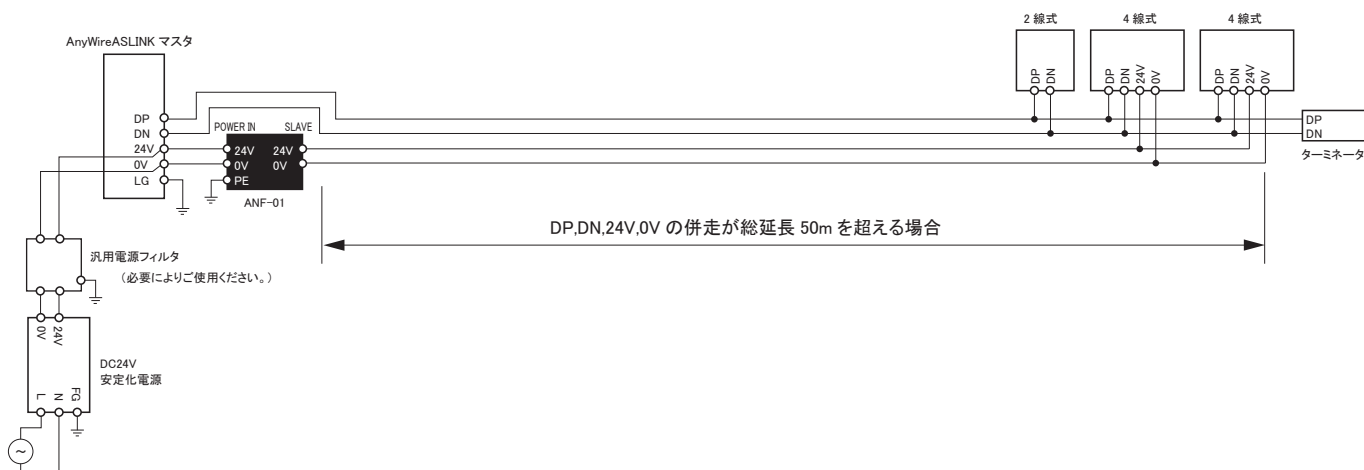 AnyWireASLINK マスタ
DP
DN
24V
0V
LG
POWER IN
SLAVE
24V
0V
PE
24V
0V
ANF-01
2 線式
DP
DN
4 線式
DP
DN
24V
0V
4 線式
DP
DN
24V
0V
DP
DN
ターミネータ
DP,DN,24V,0V の併走が総延長 50m を超える場合
汎用電源フィルタ
（必要によりご使用ください。）
0V
24V
L
N
FG
DC24V
安定化電源
~